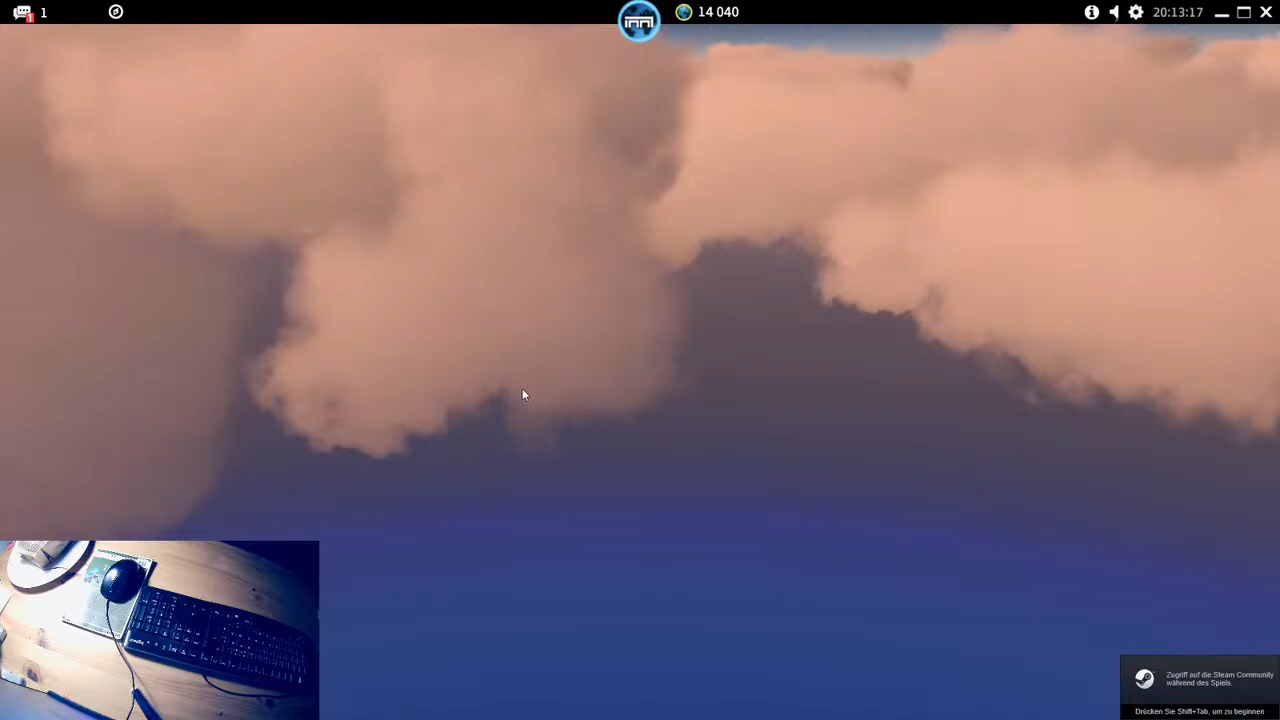 1
14 040
20:13:17
Zugriff auf die Steam Community
während des Spiels.
Drücken Sie Shift+Tab, um zu beginnen